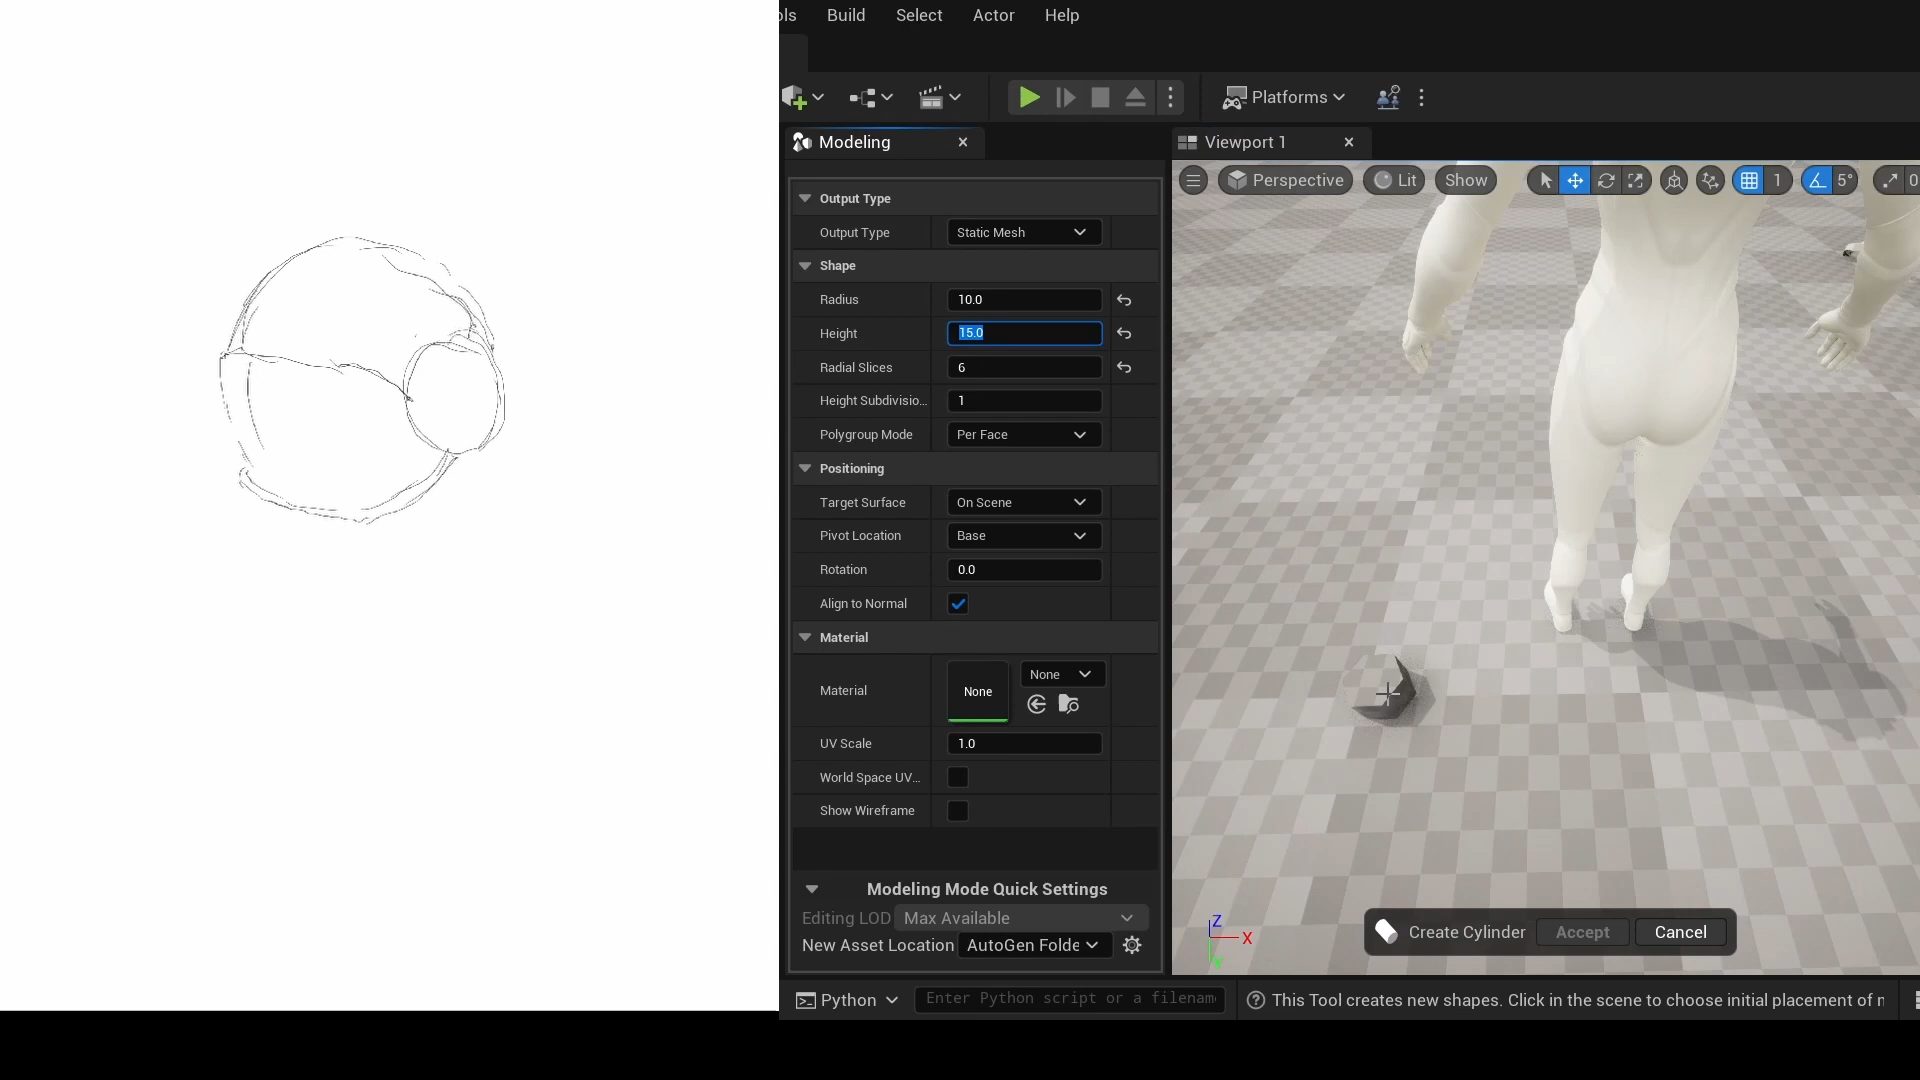 ols Build Select Actor Help
Platforms
Modeling
Viewport 1
Perspective Lit Show 1 5° 0
Output Type
Output Type Static Mesh
Shape
Radius 10.0
Height 15.0
Radial Slices 6
Height Subdivisio... 1
Polygroup Mode Per Face
Positioning
Target Surface On Scene
Pivot Location Base
Rotation 0.0
Align to Normal
Material
Material None None
UV Scale 1.0
World Space UV...
Show Wireframe
Modeling Mode Quick Settings
Editing LOD Max Available
New Asset Location AutoGen Folde
Z
X
Y
Create Cylinder Accept Cancel
Python Enter Python script or a filenam
This Tool creates new shapes. Click in the scene to choose initial placement of